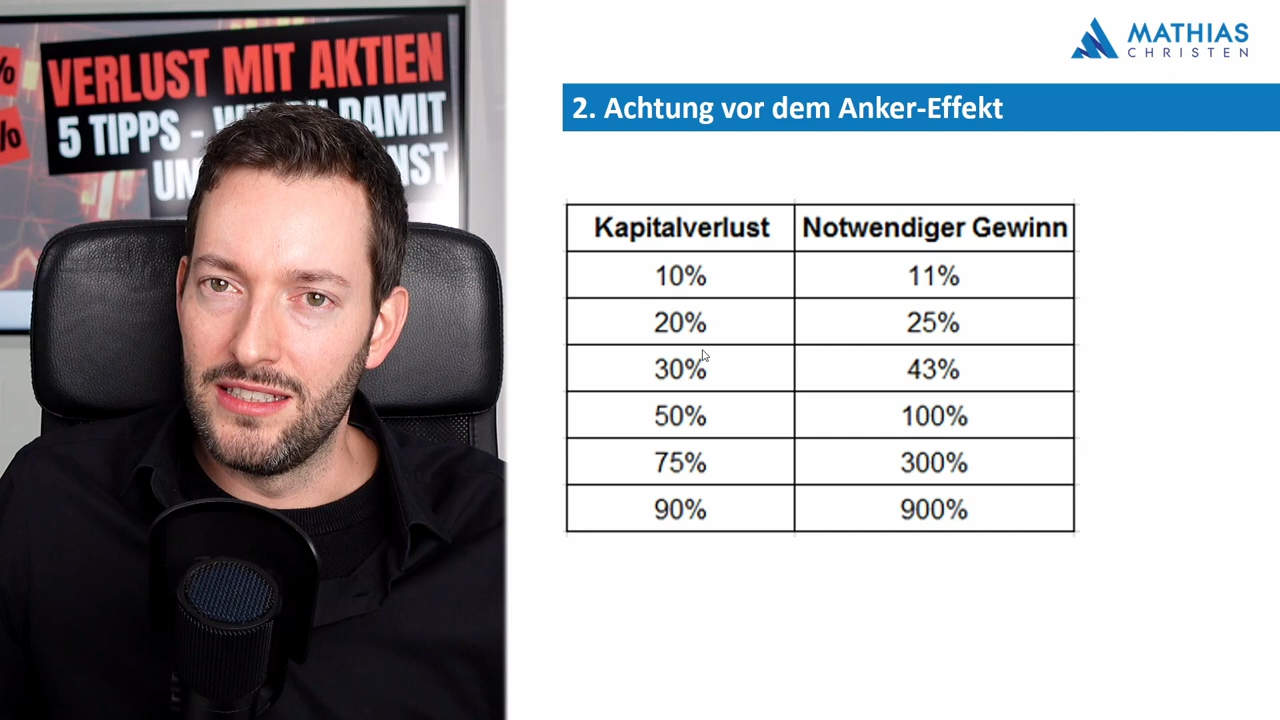 %
%
VERLUST MIT AKTIEN
5 TIPPS - DAMIT
MATHIAS
CHRISTEN
2. Achtung vor dem Anker-Effekt
Kapitalverlust Notwendiger Gewinn
10% 11%
20% 25%
30% 43%
50% 100%
75% 300%
90% 900%